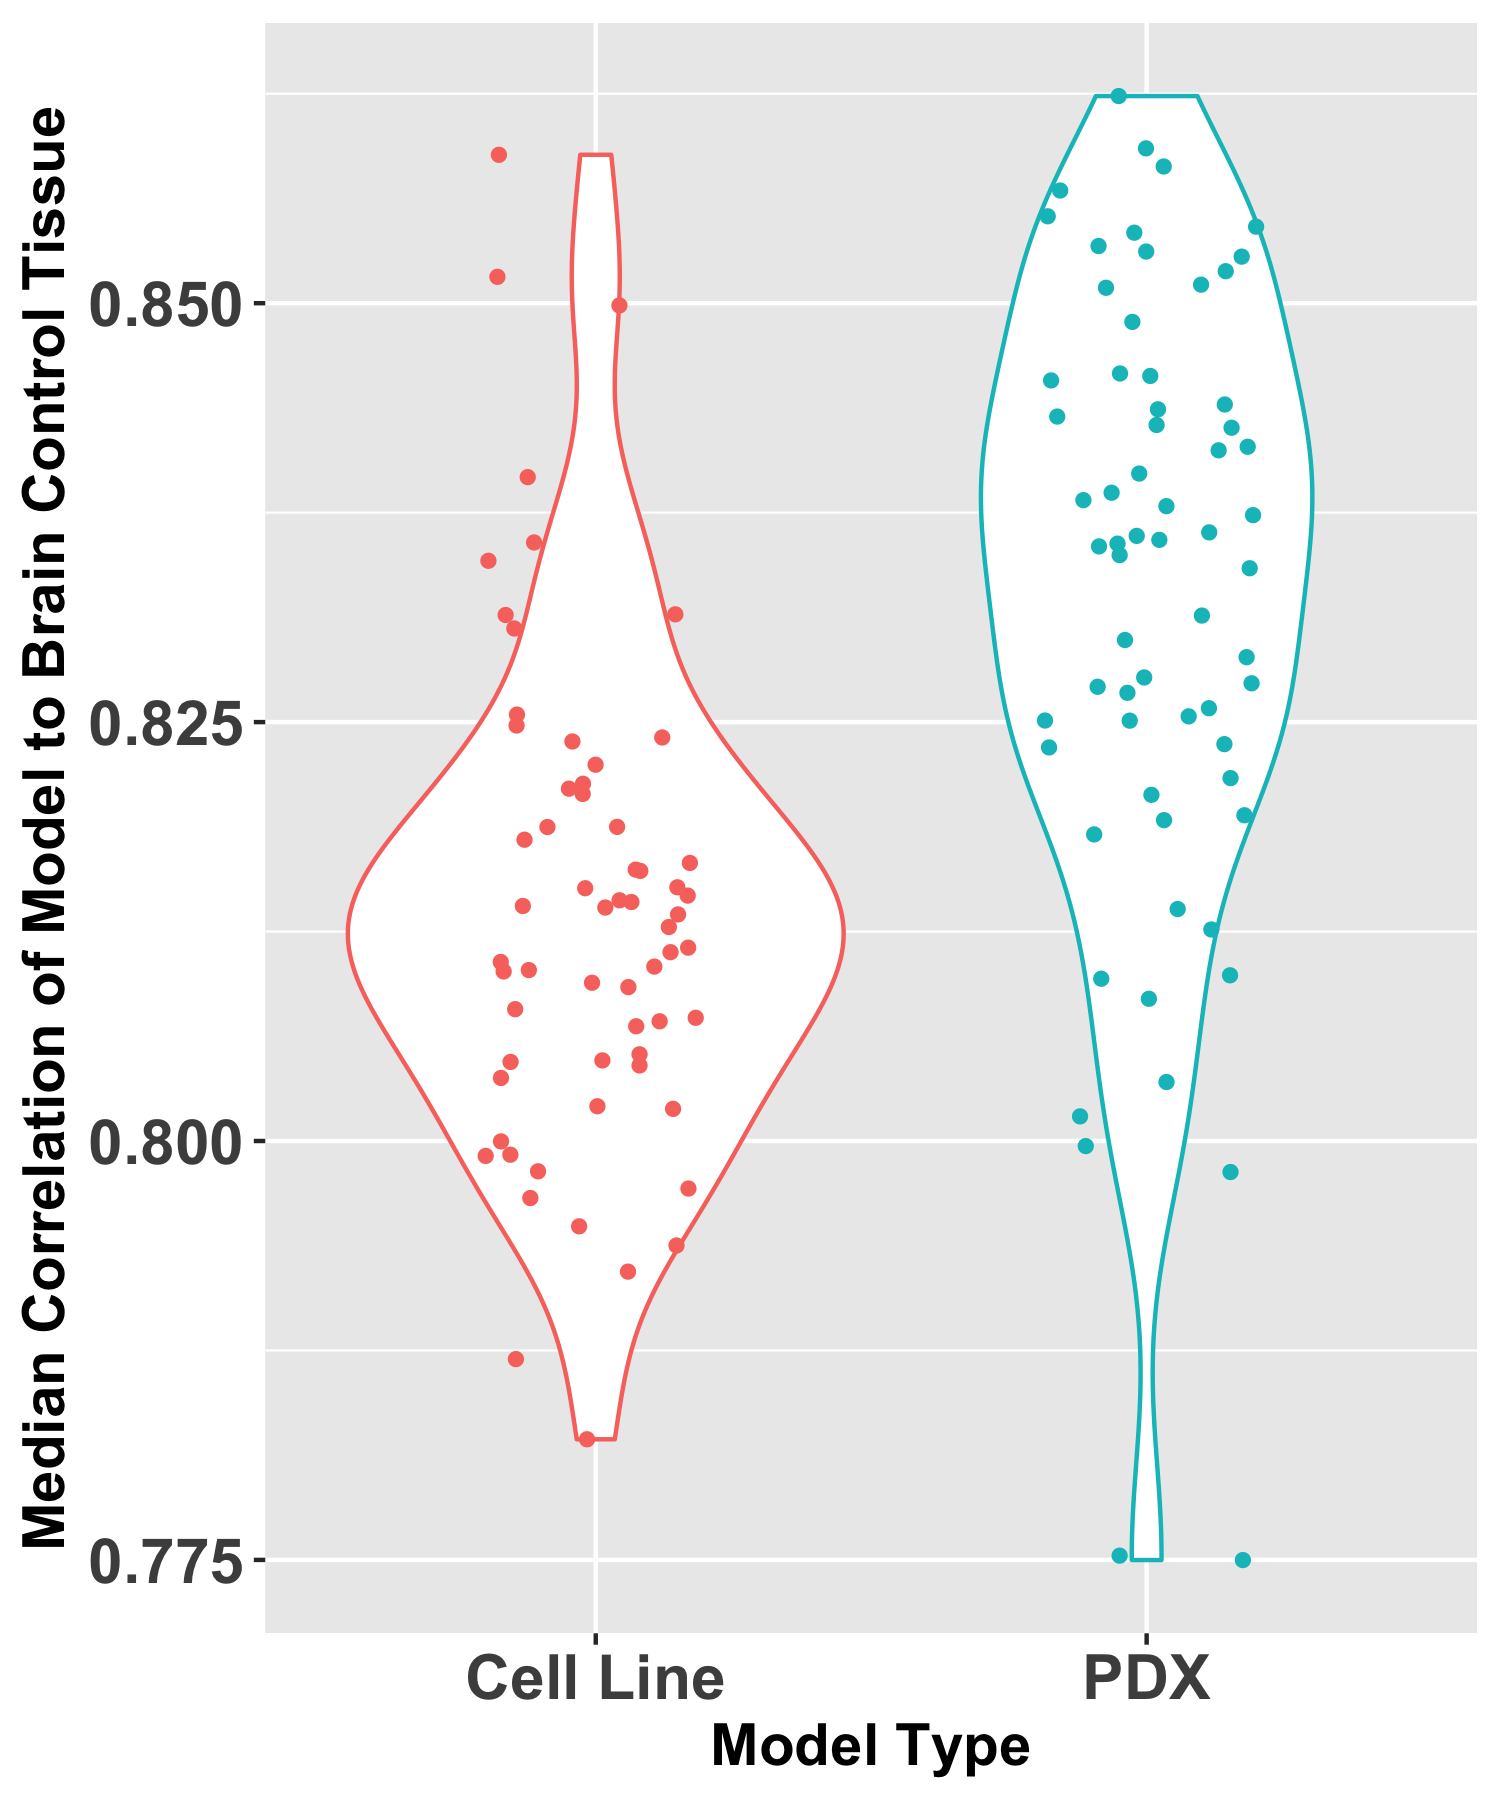 Median Correlation of Model to Brain Control Tissue
0.850
0.825
0.800
0.775
Cell Line
PDX
Model Type